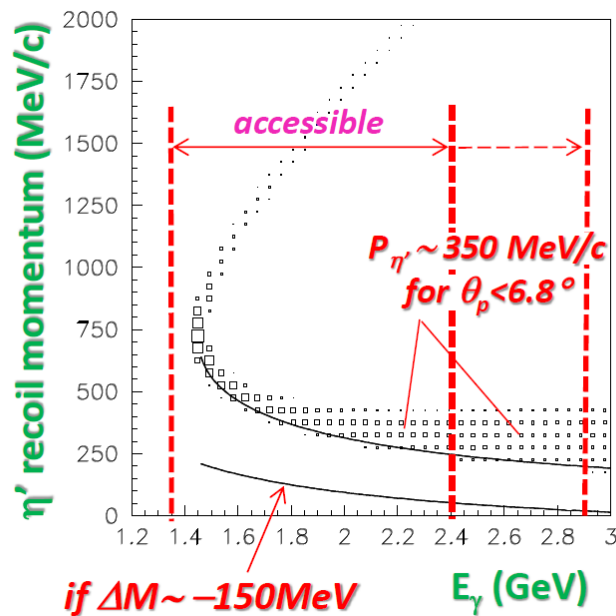 η′ recoil momentum (MeV/c)
2000
1750
1500
1250
1000
750
500
250
0
accessible
P η′ ~ 350 MeV/c
for θp<6.8°
1.2 1.4 1.6 1.8 2 2.2 2.4 2.6 2.8 3
if ΔM~ −150MeV
Eγ (GeV)